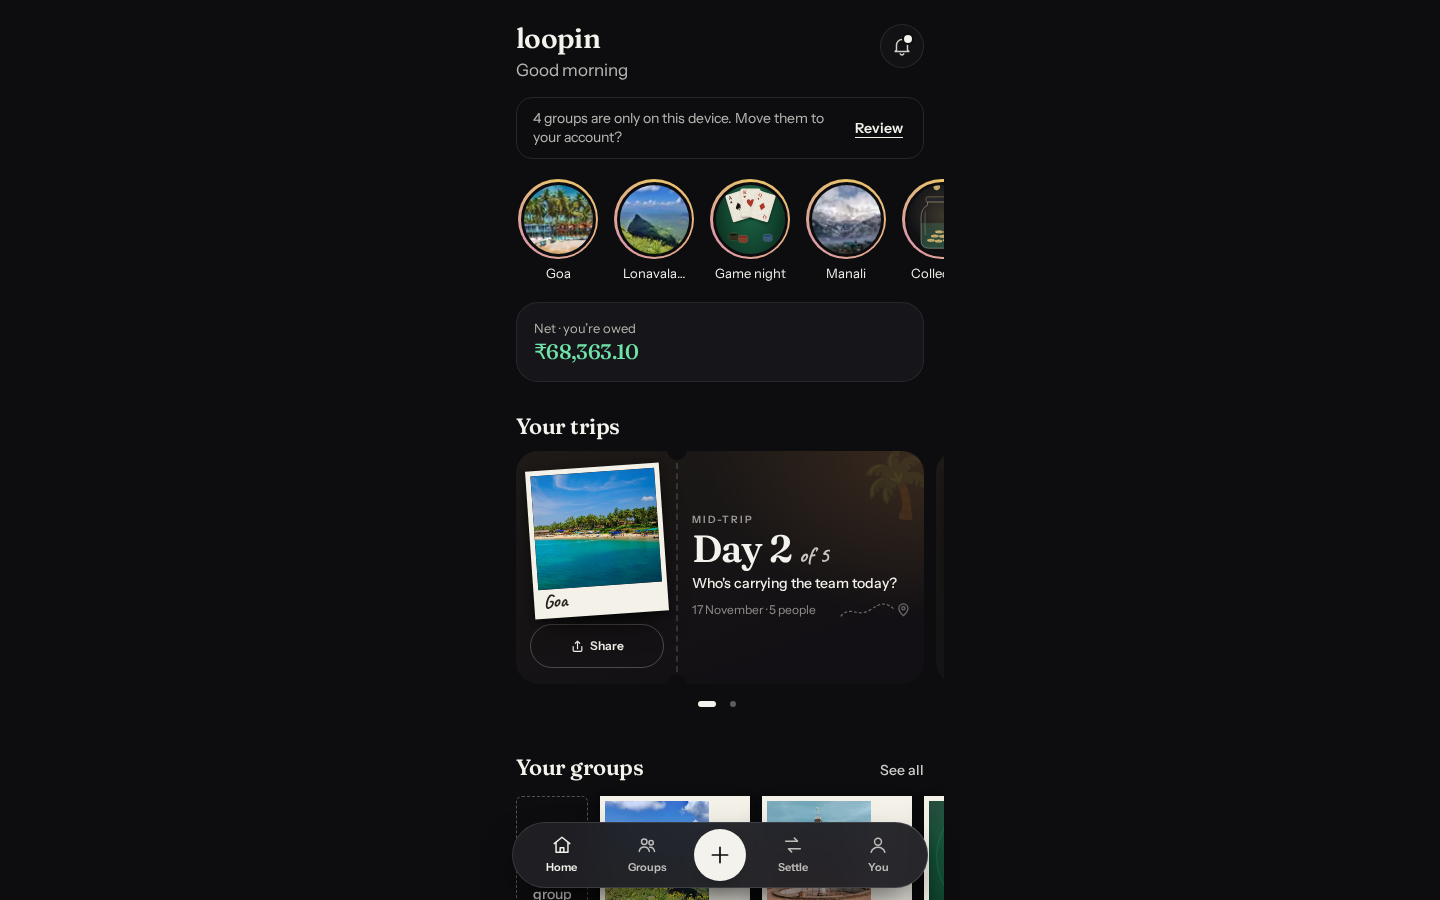 loopin
Good morning
4 groups are only on this device. Move them to
your account?
Review
Goa
Lonavala...
Game night
Manali
Collec
Net · you're owed
₹68,363.10
Your trips
MID-TRIP
Day 2 of 5
Who's carrying the team today?
17 November · 5 people
Goa
Share
Your groups
See all
group
Home
Groups
Settle
You